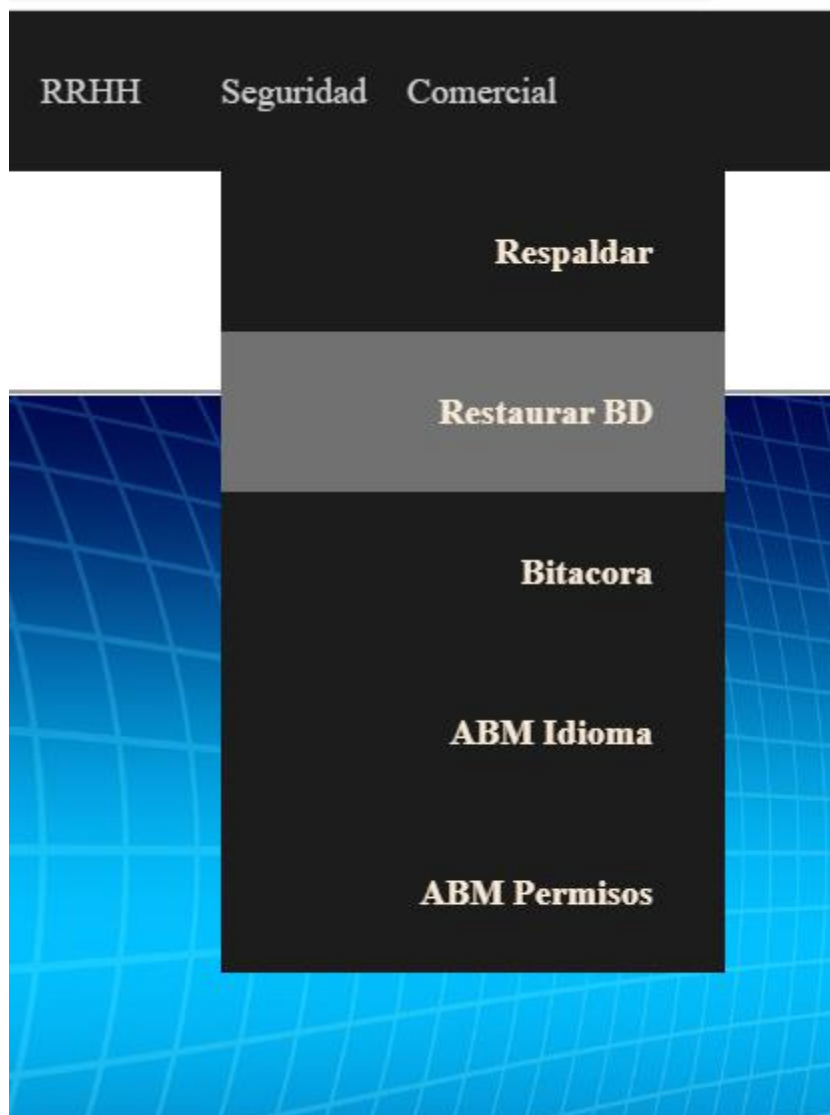 RRHH Seguridad Comercial
Respaldar
Restaurar BD
Bitacora
ABM Idioma
ABM Permisos